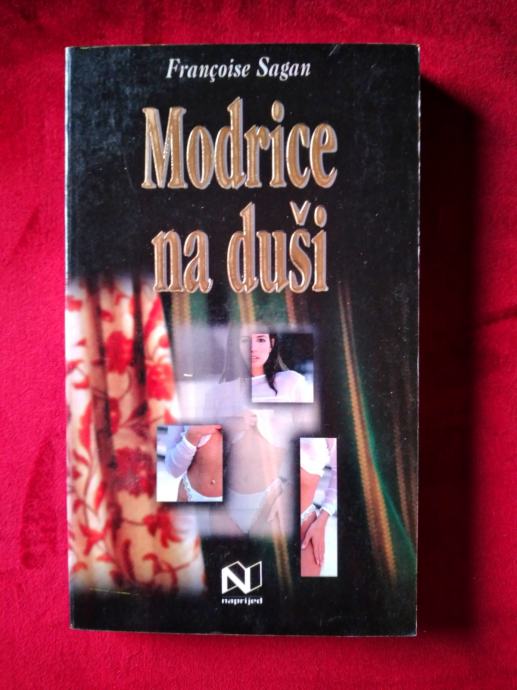 Françoise Sagan
Modrice
na duši
naprijed